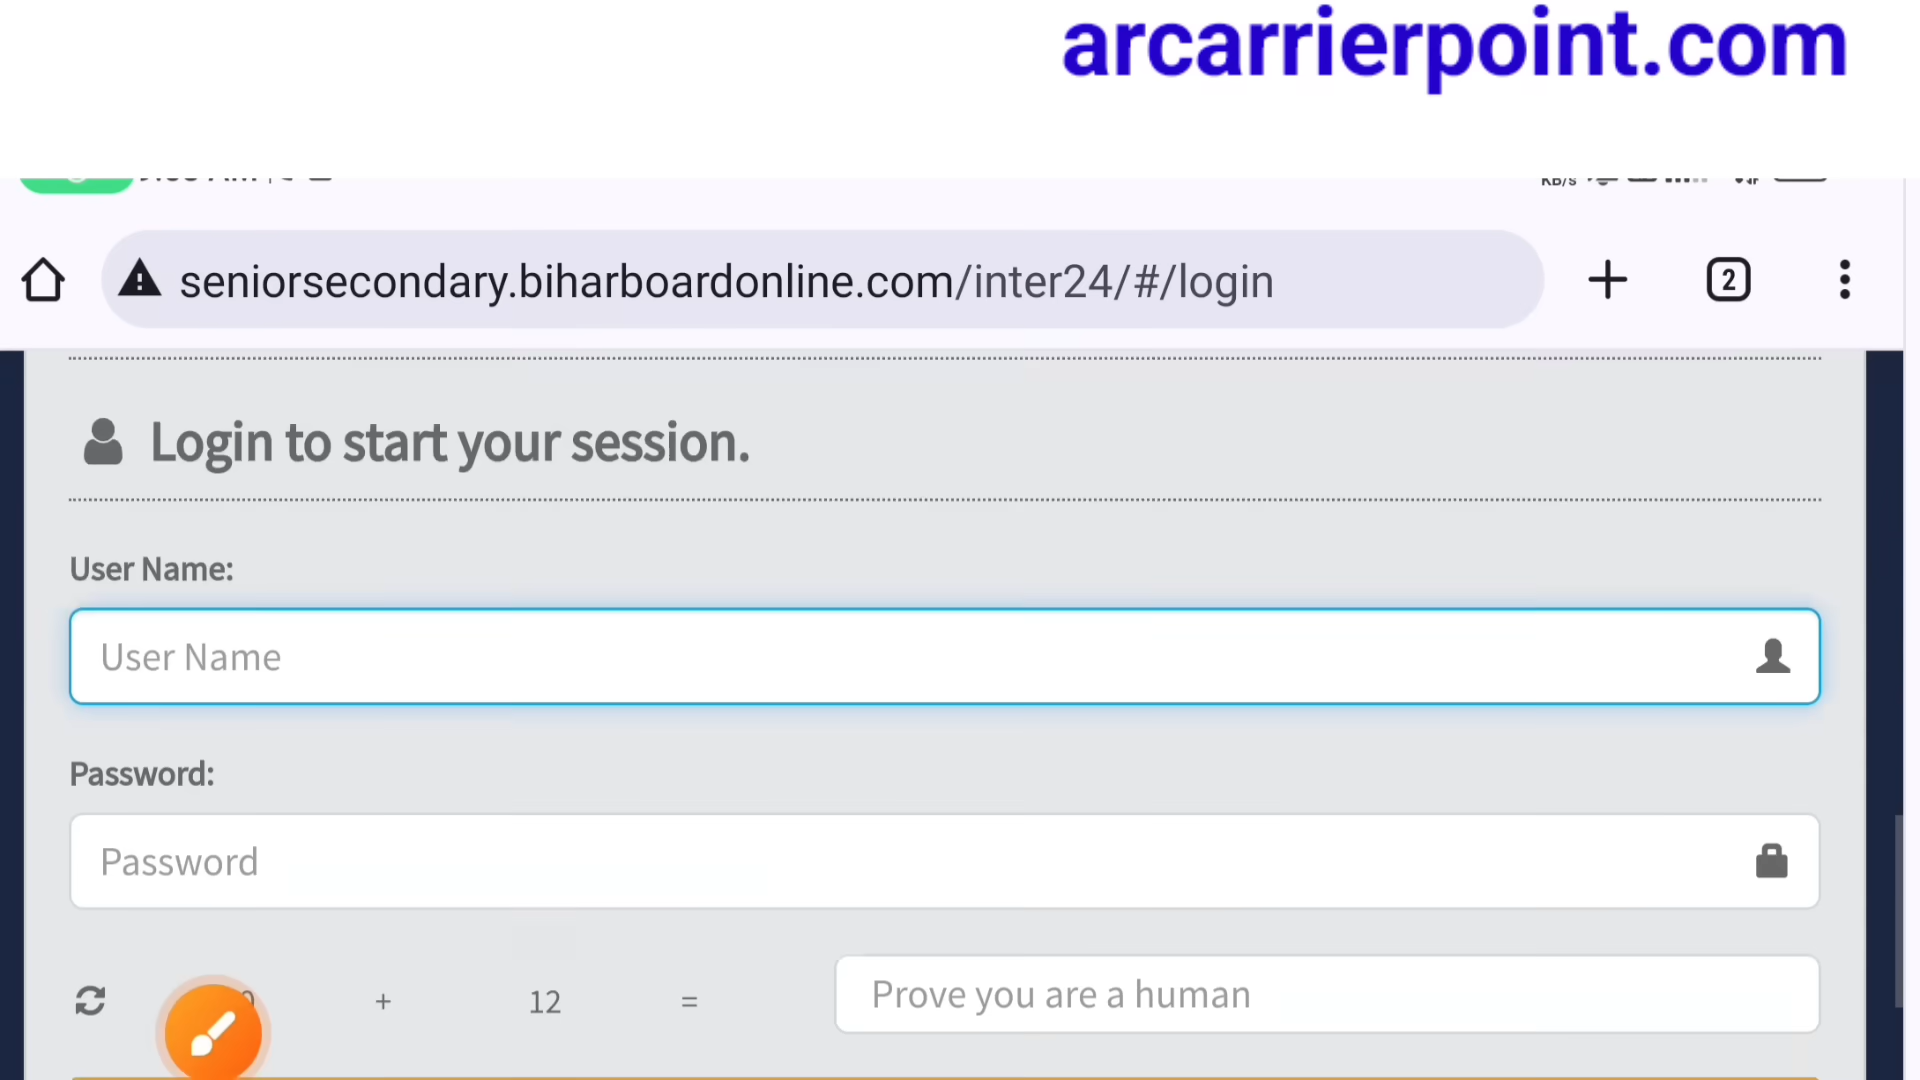 arcarrierpoint.com
KB/s
seniorsecondary.biharboardonline.com/inter24/#/login
2
Login to start your session.
User Name:
User Name
Password:
Password
+ 12 =
Prove you are a human